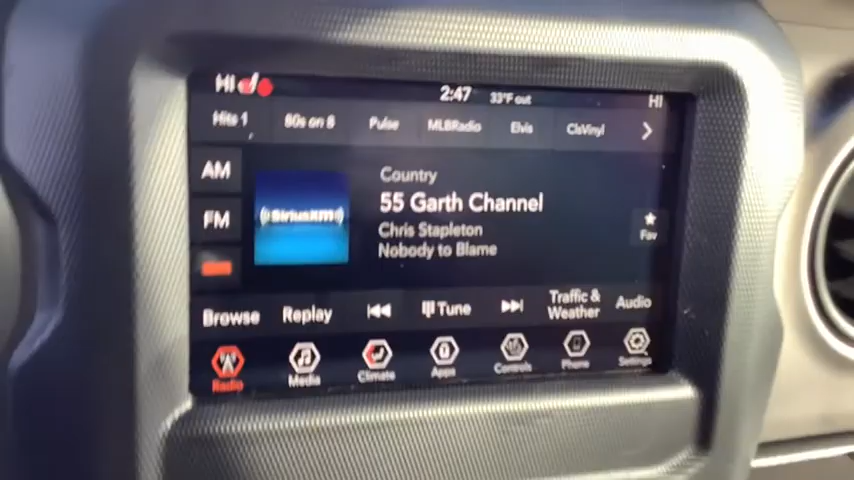 HI 2:47 33°F out HI
Hits 1 80s on 8 Pulse MLBRadio Elvis ClsVinyl
AM
FM
SiriusXM
Country
55 Garth Channel
Chris Stapleton
Nobody to Blame
Fav
Browse Replay Tune Traffic & Weather Audio
Radio Media Climate Apps Controls Phone Settings